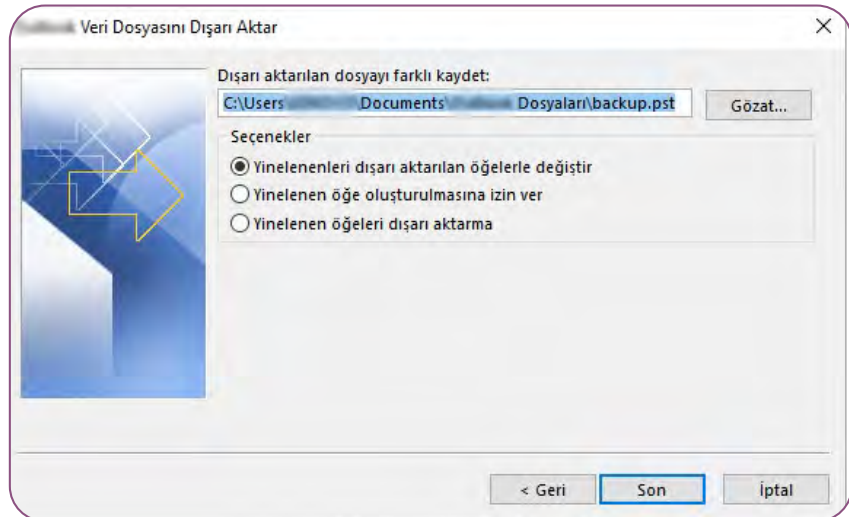 Veri Dosyasını Dışarı Aktar
Dışarı aktarılan dosyayı farklı kaydet:
C:\Users \Documents\ Dosyaları\backup.pst
Gözat...
Seçenekler
Yinelenenleri dışarı aktarılan öğelerle değiştir
Yinelenen öğe oluşturulmasına izin ver
Yinelenen öğeleri dışarı aktarma
< Geri
Son
İptal